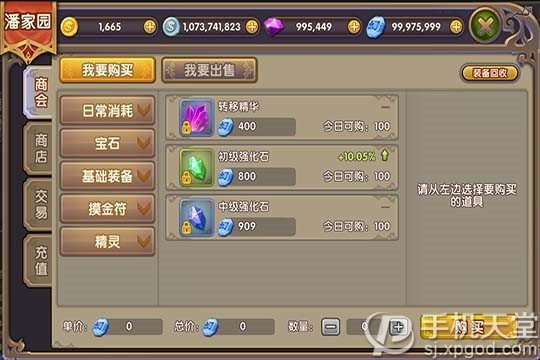 潘家园
1,665
1,073,741,823
995,449
99,975,999
我要购买
我要出售
装备回收
商会
商店
交易
充值
日常消耗
宝石
基础装备
摸金符
精灵
转移精华
400
今日可购：100
初级强化石
+10.05%
800
今日可购：100
中级强化石
909
今日可购：100
请从左边选择要购买
的道具
单价：
0
总价：
0
数量：
0
购买
手机天堂
sj.xpgod.com